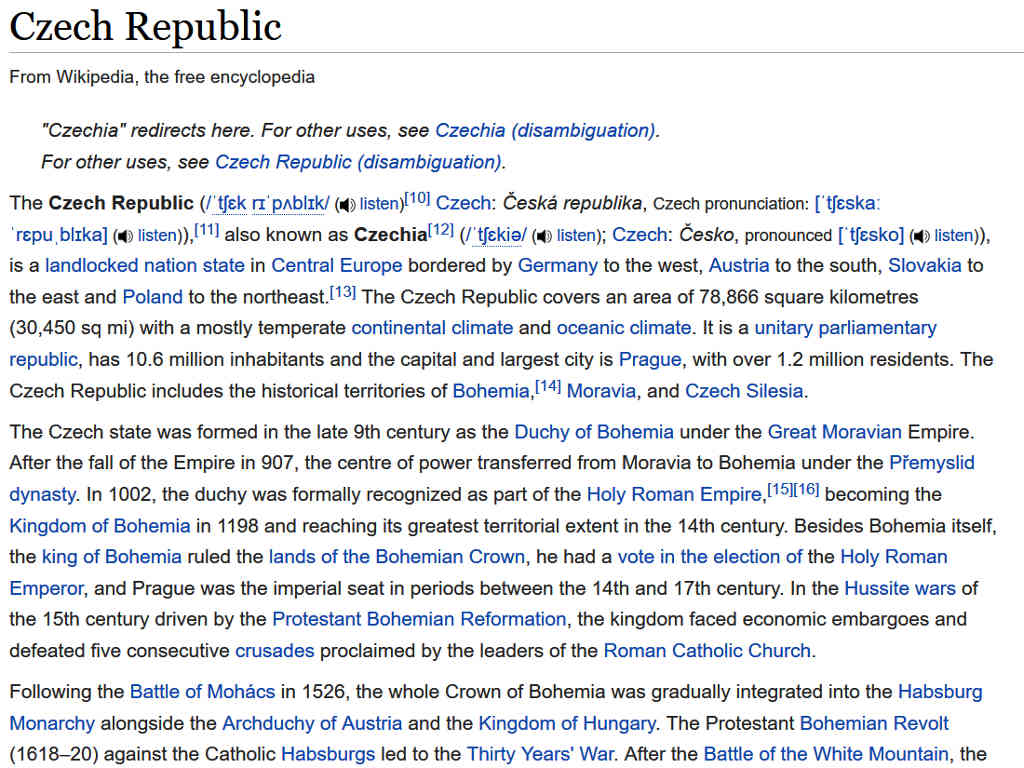 Czech Republic
From Wikipedia, the free encyclopedia
"Czechia" redirects here. For other uses, see Czechia (disambiguation).
For other uses, see Czech Republic (disambiguation).
The Czech Republic (/ˈtʃɛk rɪˈpʌblɪk/ (listen)[10] Czech: Česká republika, Czech pronunciation: [ˈtʃɛskaː
ˈrɛpuˌblɪka] (listen)),[11] also known as Czechia[12] (/ˈtʃɛkiə/ (listen); Czech: Česko, pronounced [ˈtʃɛsko] (listen)),
is a landlocked nation state in Central Europe bordered by Germany to the west, Austria to the south, Slovakia to
the east and Poland to the northeast.[13] The Czech Republic covers an area of 78,866 square kilometres
(30,450 sq mi) with a mostly temperate continental climate and oceanic climate. It is a unitary parliamentary
republic, has 10.6 million inhabitants and the capital and largest city is Prague, with over 1.2 million residents. The
Czech Republic includes the historical territories of Bohemia,[14] Moravia, and Czech Silesia.
The Czech state was formed in the late 9th century as the Duchy of Bohemia under the Great Moravian Empire.
After the fall of the Empire in 907, the centre of power transferred from Moravia to Bohemia under the Přemyslid
dynasty. In 1002, the duchy was formally recognized as part of the Holy Roman Empire,[15][16] becoming the
Kingdom of Bohemia in 1198 and reaching its greatest territorial extent in the 14th century. Besides Bohemia itself,
the king of Bohemia ruled the lands of the Bohemian Crown, he had a vote in the election of the Holy Roman
Emperor, and Prague was the imperial seat in periods between the 14th and 17th century. In the Hussite wars of
the 15th century driven by the Protestant Bohemian Reformation, the kingdom faced economic embargoes and
defeated five consecutive crusades proclaimed by the leaders of the Roman Catholic Church.
Following the Battle of Mohács in 1526, the whole Crown of Bohemia was gradually integrated into the Habsburg
Monarchy alongside the Archduchy of Austria and the Kingdom of Hungary. The Protestant Bohemian Revolt
(1618–20) against the Catholic Habsburgs led to the Thirty Years' War. After the Battle of the White Mountain, the